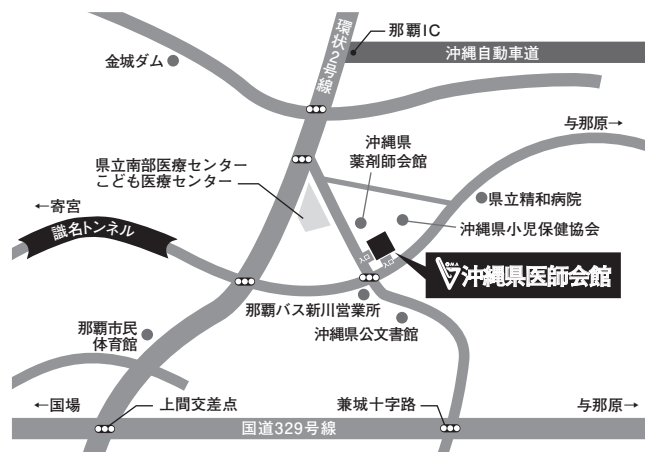 那覇IC
沖縄自動車道
環状2号線
金城ダム
与那原→
沖縄県
薬剤師会館
県立南部医療センター
こども医療センター
県立精和病院
←寄宮
沖縄県小児保健協会
識名トンネル
入口
入口
OMA
沖縄県医師会館
那覇バス新川営業所
沖縄県公文書館
那覇市民
体育館
←国場
上間交差点
兼城十字路
与那原→
国道329号線